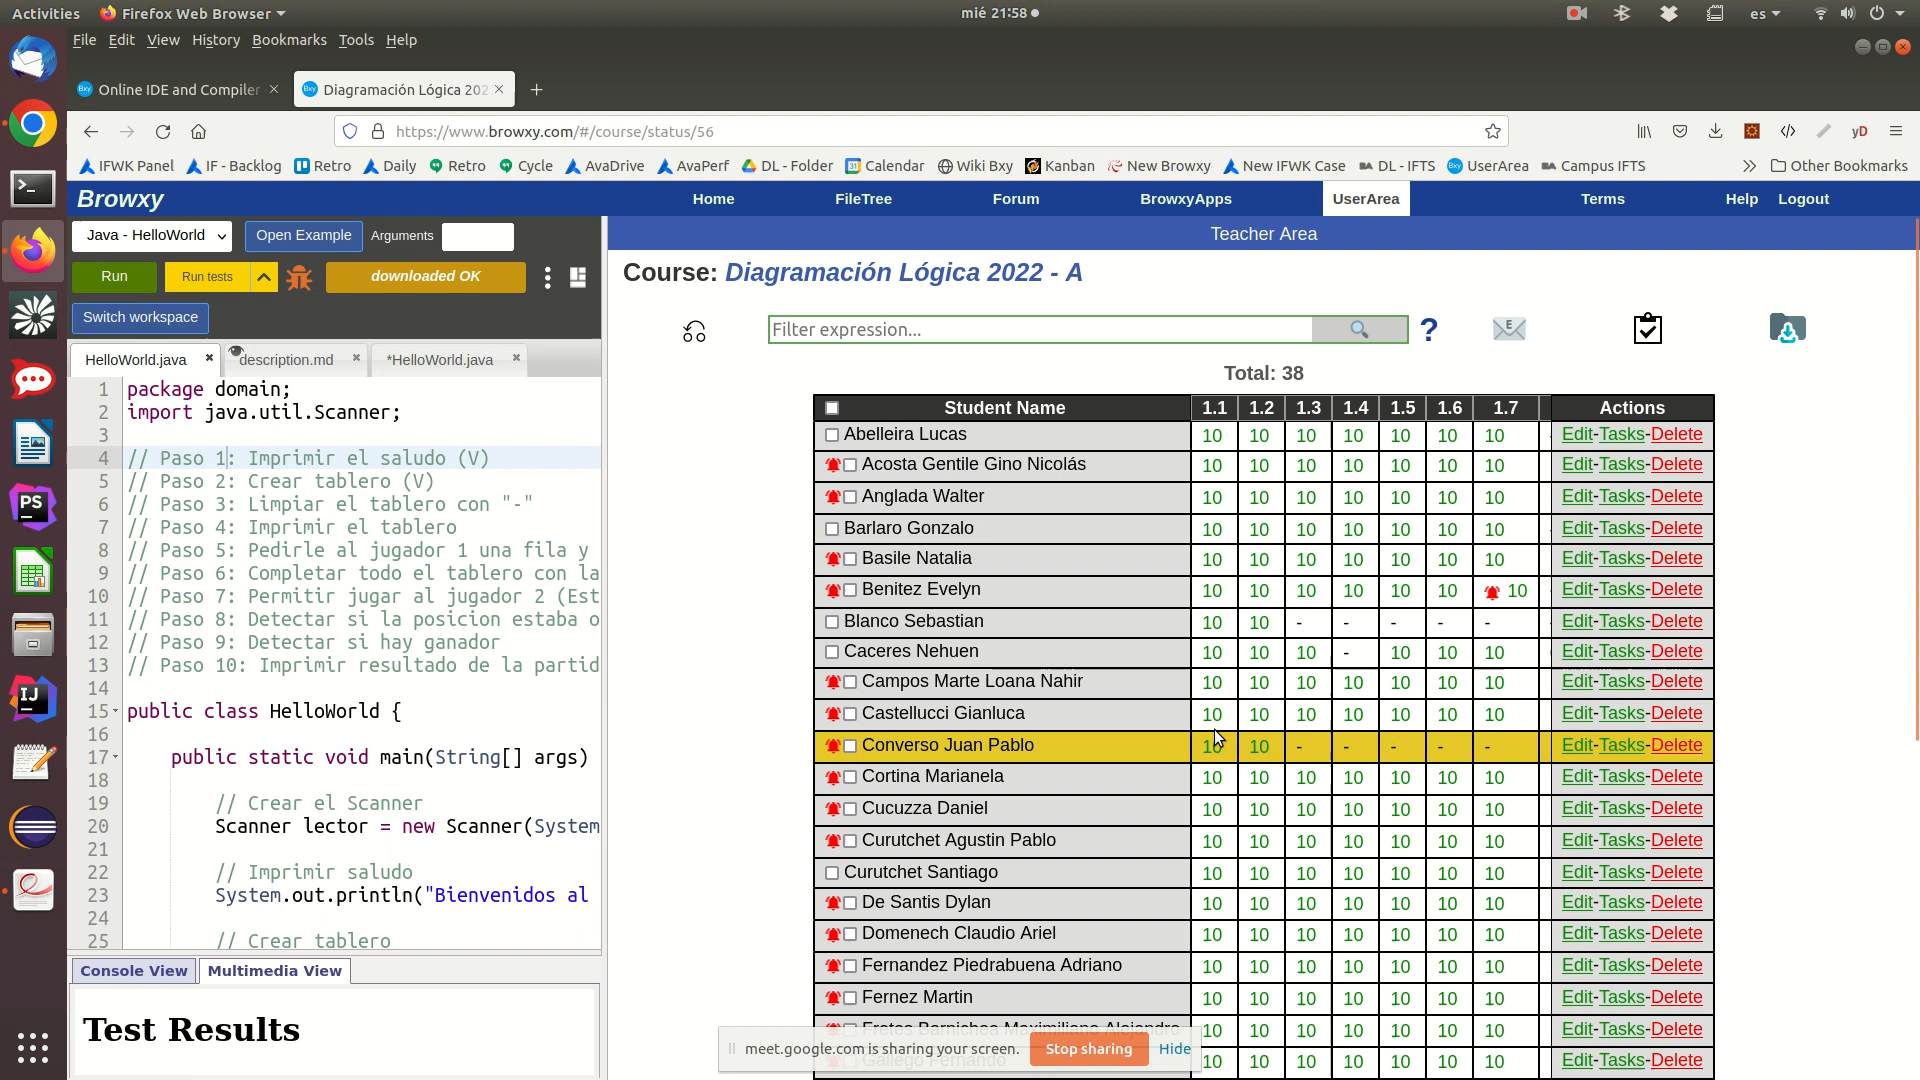 Activities Firefox Web Browser mié 21:58 es
File Edit View History Bookmarks Tools Help
Online IDE and Compiler Diagramación Lógica 202
https://www.browxy.com/#/course/status/56 yD
IFWK Panel IF - Backlog Retro Daily Retro Cycle AvaDrive AvaPerf DL - Folder Calendar Wiki Bxy Kanban New Browxy New IFWK Case DL - IFTS UserArea Campus IFTS Other Bookmarks
Browxy Home FileTree Forum BrowxyApps UserArea Terms Help Logout
Java - HelloWorld Open Example Arguments
Run Run tests downloaded OK
Switch workspace
HelloWorld.java description.md *HelloWorld.java
1 package domain;
2 import java.util.Scanner;
3
4 // Paso 1: Imprimir el saludo (V)
5 // Paso 2: Crear tablero (V)
6 // Paso 3: Limpiar el tablero con "-"
7 // Paso 4: Imprimir el tablero
8 // Paso 5: Pedirle al jugador 1 una fila y
9 // Paso 6: Completar todo el tablero con la
10 // Paso 7: Permitir jugar al jugador 2 (Est
11 // Paso 8: Detectar si la posicion estaba o
12 // Paso 9: Detectar si hay ganador
13 // Paso 10: Imprimir resultado de la partid
14
15 public class HelloWorld {
16
17 public static void main(String[] args)
18
19 // Crear el Scanner
20 Scanner lector = new Scanner(System
21
22 // Imprimir saludo
23 System.out.println("Bienvenidos al
24
25 // Crear tablero
Console View Multimedia View
Test Results
Teacher Area
Course: Diagramación Lógica 2022 - A
Filter expression... ? E
Total: 38
Student Name 1.1 1.2 1.3 1.4 1.5 1.6 1.7 Actions
Abelleira Lucas 10 10 10 10 10 10 10 Edit-Tasks-Delete
Acosta Gentile Gino Nicolás 10 10 10 10 10 10 10 Edit-Tasks-Delete
Anglada Walter 10 10 10 10 10 10 10 Edit-Tasks-Delete
Barlaro Gonzalo 10 10 10 10 10 10 10 Edit-Tasks-Delete
Basile Natalia 10 10 10 10 10 10 10 Edit-Tasks-Delete
Benitez Evelyn 10 10 10 10 10 10 10 Edit-Tasks-Delete
Blanco Sebastian 10 10 - - - - - Edit-Tasks-Delete
Caceres Nehuen 10 10 10 - 10 10 10 Edit-Tasks-Delete
Campos Marte Loana Nahir 10 10 10 10 10 10 10 Edit-Tasks-Delete
Castellucci Gianluca 10 10 10 10 10 10 10 Edit-Tasks-Delete
Converso Juan Pablo 10 10 - - - - - Edit-Tasks-Delete
Cortina Marianela 10 10 10 10 10 10 10 Edit-Tasks-Delete
Cucuzza Daniel 10 10 10 10 10 10 10 Edit-Tasks-Delete
Curutchet Agustin Pablo 10 10 10 10 10 10 10 Edit-Tasks-Delete
Curutchet Santiago 10 10 10 10 10 10 10 Edit-Tasks-Delete
De Santis Dylan 10 10 10 10 10 10 10 Edit-Tasks-Delete
Domenech Claudio Ariel 10 10 10 10 10 10 10 Edit-Tasks-Delete
Fernandez Piedrabuena Adriano 10 10 10 10 10 10 10 Edit-Tasks-Delete
Fernez Martin 10 10 10 10 10 10 10 Edit-Tasks-Delete
Maximiliano Alejandro 10 10 10 10 10 10 10 Edit-Tasks-Delete
Gallego Fernando 10 10 10 10 10 10 10 Edit-Tasks-Delete
meet.google.com is sharing your screen. Stop sharing Hide
PS
IJ